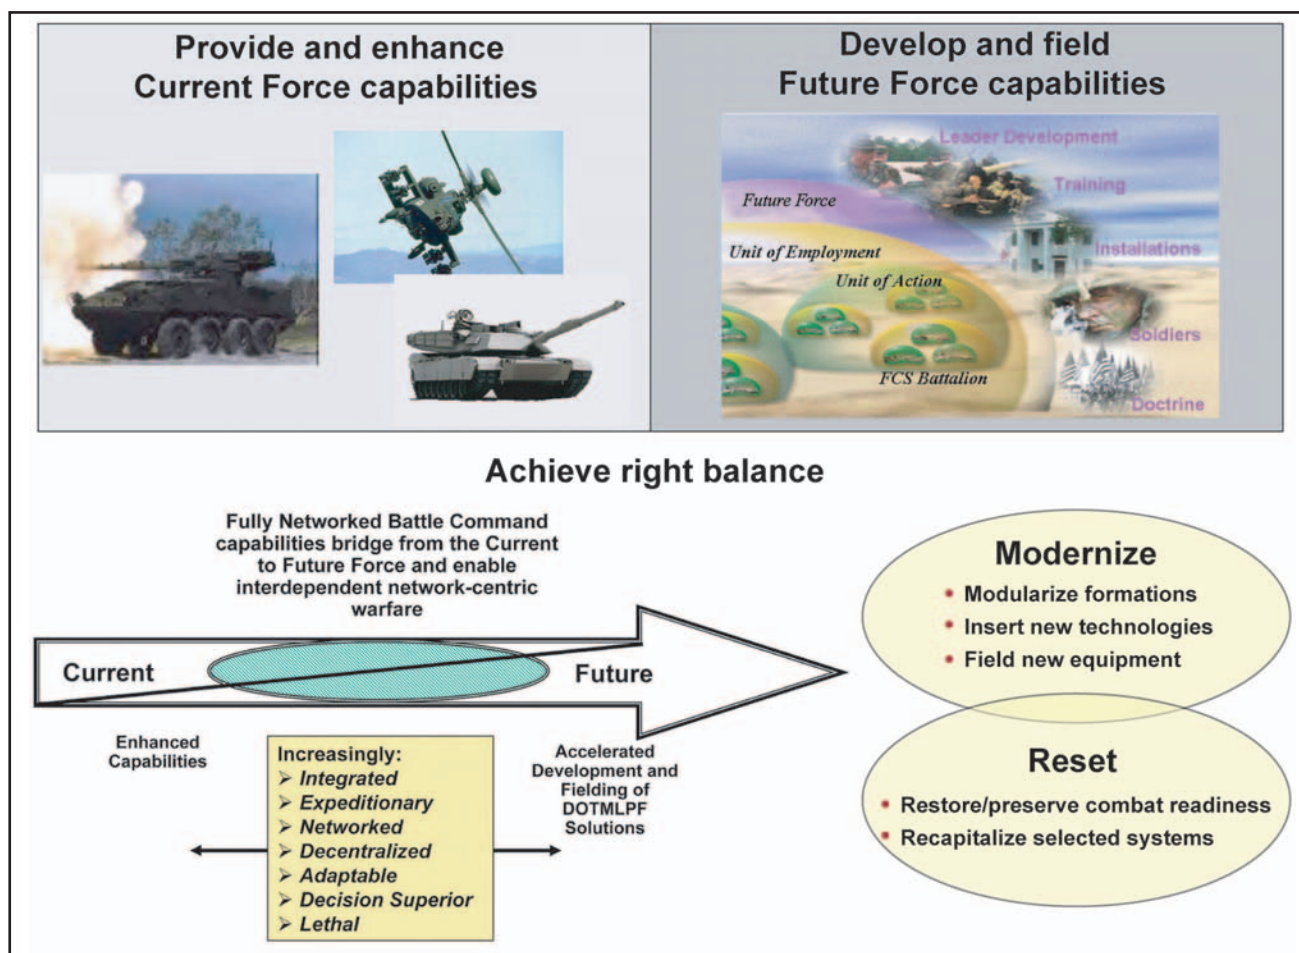 Provide and enhance
Current Force capabilities
Develop and field
Future Force capabilities
Leader Development
Training
Installations
Soldiers
Doctrine
Future Force
Unit of Employment
Unit of Action
FCS Battalion
Achieve right balance
Fully Networked Battle Command
capabilities bridge from the Current
to Future Force and enable
interdependent network-centric
warfare
Current
Future
Enhanced
Capabilities
Increasingly:
➢ Integrated
➢ Expeditionary
➢ Networked
➢ Decentralized
➢ Adaptable
➢ Decision Superior
➢ Lethal
Accelerated
Development and
Fielding of
DOTMLPF
Solutions
Modernize
• Modularize formations
• Insert new technologies
• Field new equipment
Reset
• Restore/preserve combat readiness
• Recapitalize selected systems